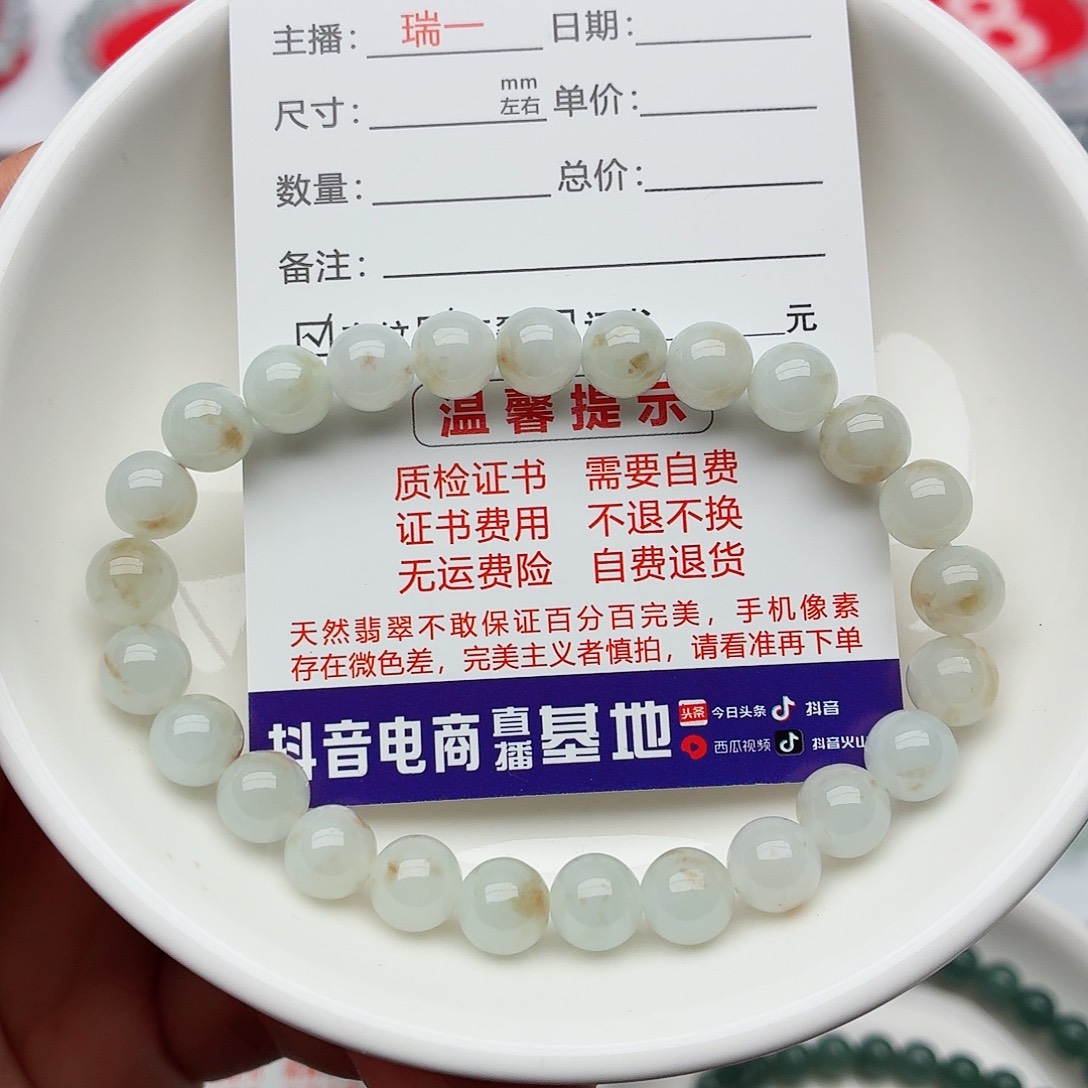 主播：瑞一 日期：
尺寸： mm左右 单价：
数量： 总价：
备注：
元
温馨提示
质检证书 需要自费
证书费用 不退不换
无运费险 自费退货
天然翡翠不敢保证百分百完美，手机像素
存在微色差，完美主义者慎拍，请看准再下单
抖音电商直播基地 头条 今日头条 抖音
西瓜视频 抖音火山